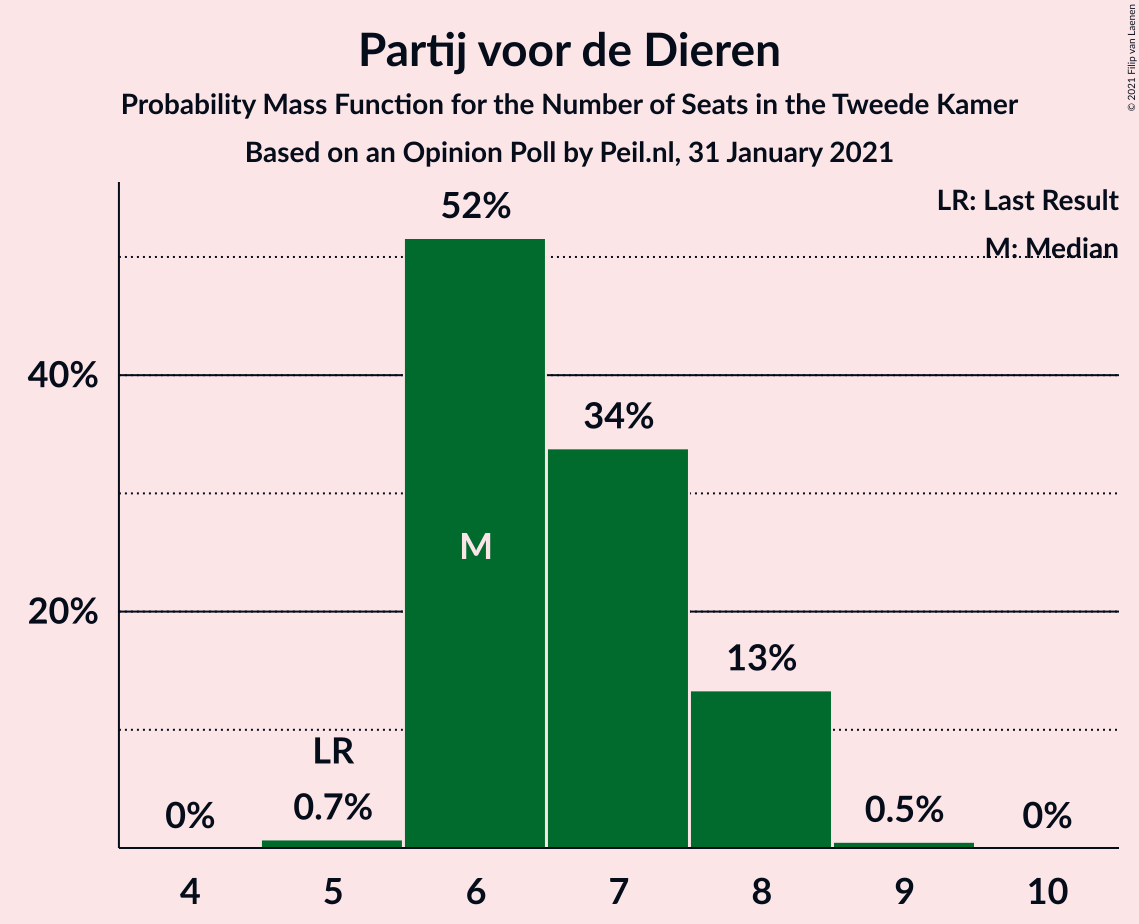 Partij voor de Dieren
Probability Mass Function for the Number of Seats in the Tweede Kamer
Based on an Opinion Poll by Peil.nl, 31 January 2021
© 2021 Filip van Laenen
LR: Last Result
M: Median
40%
20%
0%
LR
0.7%
52%
M
34%
13%
0.5%
0%
4 5 6 7 8 9 10